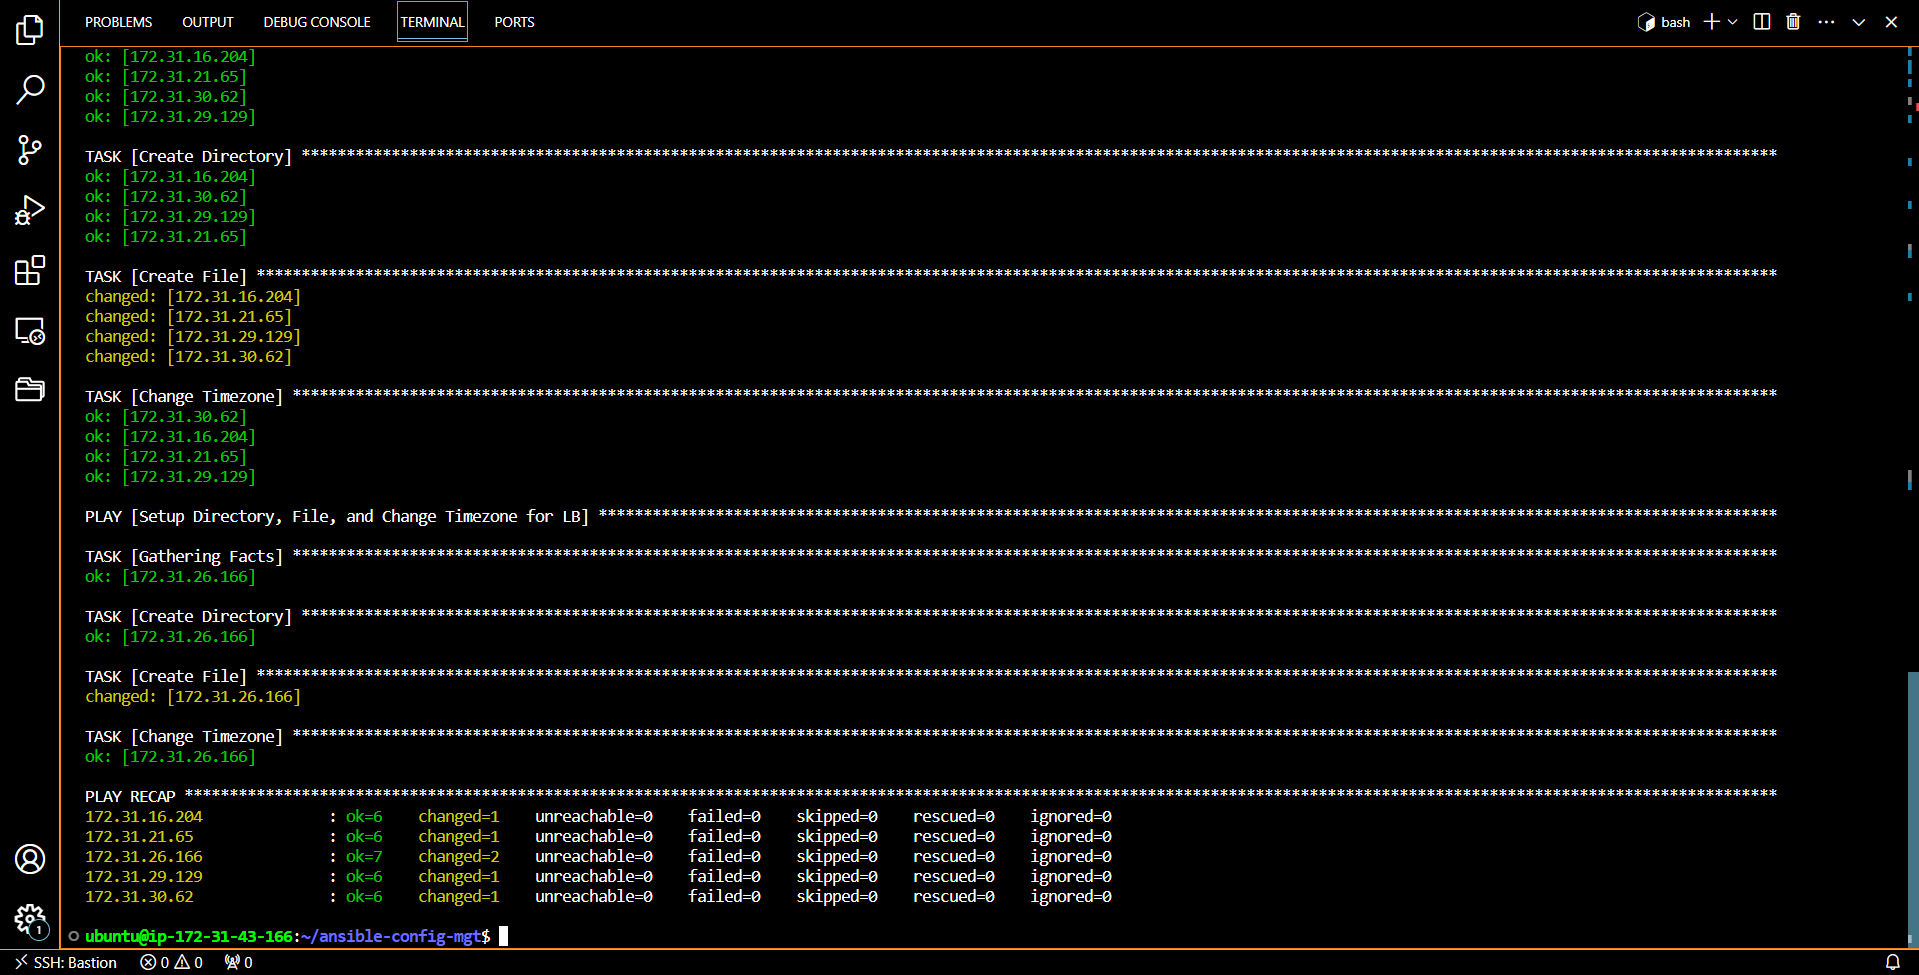 PROBLEMS OUTPUT DEBUG CONSOLE TERMINAL PORTS bash
ok: [172.31.16.204]
ok: [172.31.21.65]
ok: [172.31.30.62]
ok: [172.31.29.129]
TASK [Create Directory] ********************************************************************************************************************************************************************
ok: [172.31.16.204]
ok: [172.31.30.62]
ok: [172.31.29.129]
ok: [172.31.21.65]
TASK [Create File] *************************************************************************************************************************************************************************
changed: [172.31.16.204]
changed: [172.31.21.65]
changed: [172.31.29.129]
changed: [172.31.30.62]
TASK [Change Timezone] *********************************************************************************************************************************************************************
ok: [172.31.30.62]
ok: [172.31.16.204]
ok: [172.31.21.65]
ok: [172.31.29.129]
PLAY [Setup Directory, File, and Change Timezone for LB] ***********************************************************************************************************************************
TASK [Gathering Facts] *********************************************************************************************************************************************************************
ok: [172.31.26.166]
TASK [Create Directory] ********************************************************************************************************************************************************************
ok: [172.31.26.166]
TASK [Create File] *************************************************************************************************************************************************************************
changed: [172.31.26.166]
TASK [Change Timezone] *********************************************************************************************************************************************************************
ok: [172.31.26.166]
PLAY RECAP *********************************************************************************************************************************************************************************
172.31.16.204 : ok=6 changed=1 unreachable=0 failed=0 skipped=0 rescued=0 ignored=0
172.31.21.65 : ok=6 changed=1 unreachable=0 failed=0 skipped=0 rescued=0 ignored=0
172.31.26.166 : ok=7 changed=2 unreachable=0 failed=0 skipped=0 rescued=0 ignored=0
172.31.29.129 : ok=6 changed=1 unreachable=0 failed=0 skipped=0 rescued=0 ignored=0
172.31.30.62 : ok=6 changed=1 unreachable=0 failed=0 skipped=0 rescued=0 ignored=0
1
ubuntu@ip-172-31-43-166:~/ansible-config-mgt$
SSH: Bastion 0 0 0